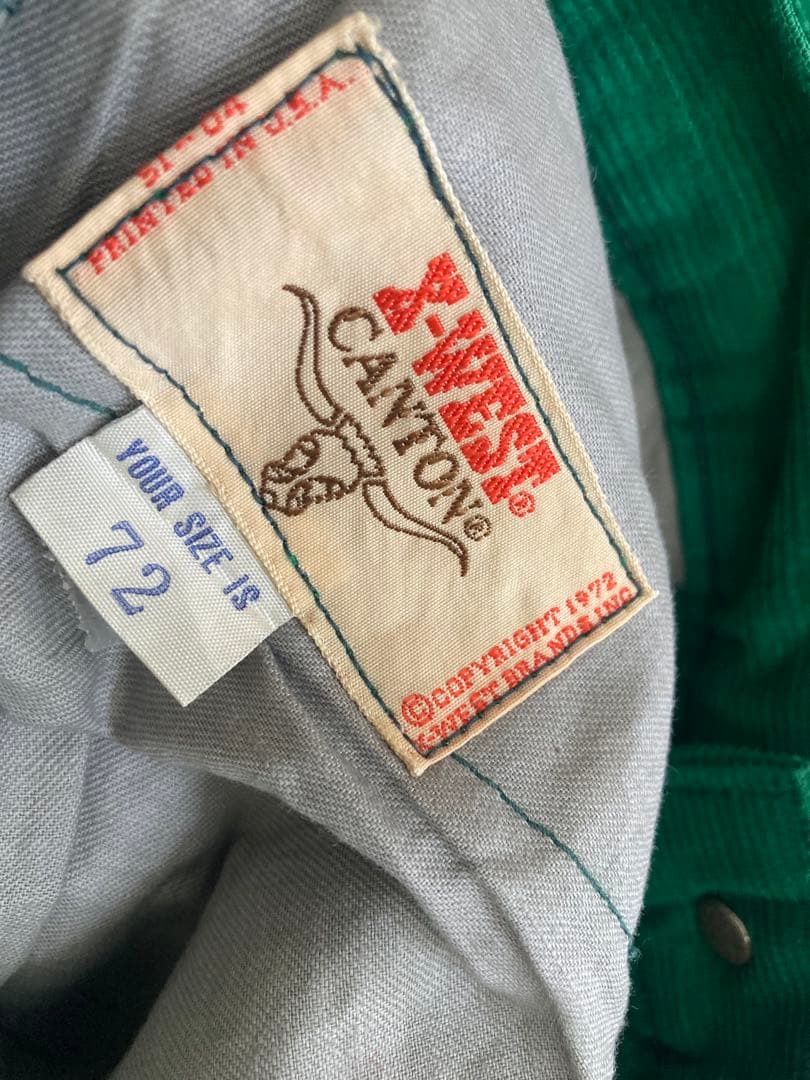 PRINTED IN U.S.A.
X-WEST®
CANTON®
©COPYRIGHT 1972
X-WEST BRANDS INC
YOUR SIZE IS
72